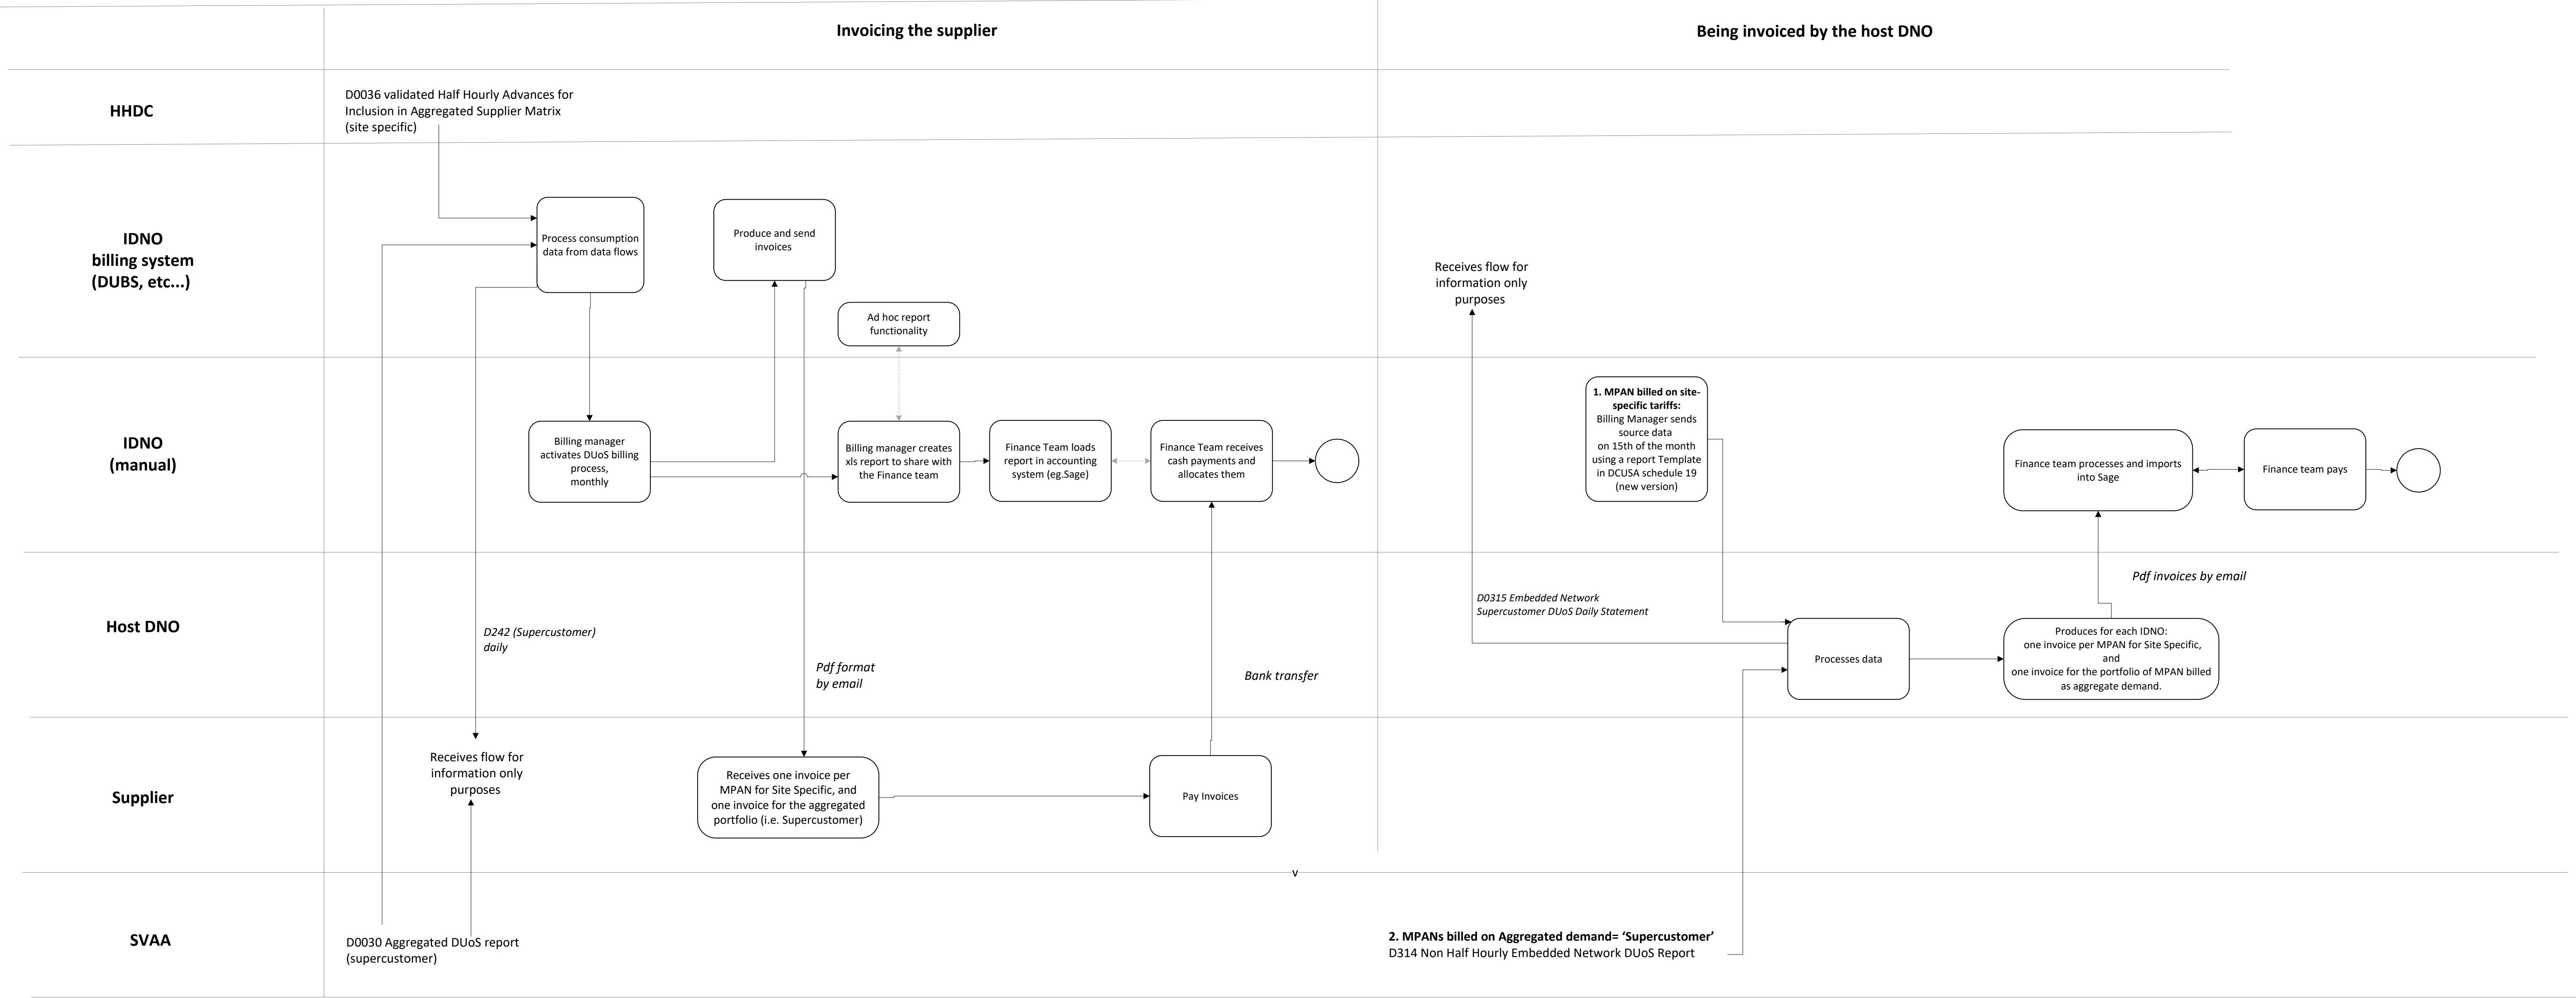 Invoicing the supplier
Being invoiced by the host DNO
HHDC
D0036 validated Half Hourly Advances for
Inclusion in Aggregated Supplier Matrix
(site specific)
IDNO
billing system
(DUBS, etc...)
Process consumption
data from data flows
Produce and send
invoices
Ad hoc report
functionality
Receives flow for
information only
purposes
IDNO
(manual)
Billing manager
activates DUoS billing
process,
monthly
Billing manager creates
xls report to share with
the Finance team
Finance Team loads
report in accounting
system (eg.Sage)
Finance Team receives
cash payments and
allocates them
1. MPAN billed on site-
specific tariffs:
Billing Manager sends
source data
on 15th of the month
using a report Template
in DCUSA schedule 19
(new version)
Finance team processes and imports
into Sage
Finance team pays
Host DNO
D242 (Supercustomer)
daily
Pdf format
by email
Bank transfer
D0315 Embedded Network
Supercustomer DUoS Daily Statement
Processes data
Pdf invoices by email
Produces for each IDNO:
one invoice per MPAN for Site Specific,
and
one invoice for the portfolio of MPAN billed
as aggregate demand.
Supplier
Receives flow for
information only
purposes
Receives one invoice per
MPAN for Site Specific, and
one invoice for the aggregated
portfolio (i.e. Supercustomer)
Pay Invoices
v
SVAA
D0030 Aggregated DUoS report
(supercustomer)
2. MPANs billed on Aggregated demand= ‘Supercustomer’
D314 Non Half Hourly Embedded Network DUoS Report